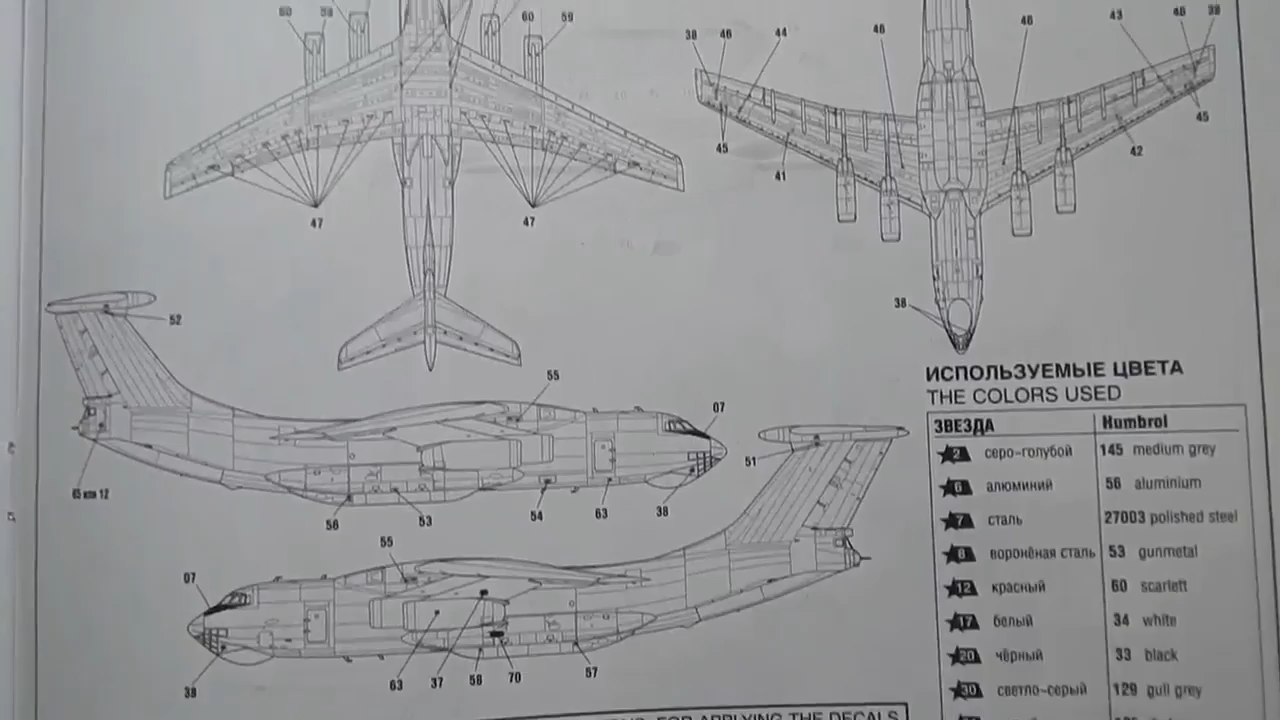 60 59 60 59
47 47
38 46 44 46 46 43 46 39
45 41 42 45
38
52
55 07
65 или 12 56 53 54 63 38
51
55
07
38 63 37 58 70 57
ИСПОЛЬЗУЕМЫЕ ЦВЕТА
THE COLORS USED
ЗВЕЗДА Humbrol
2 серо-голубой 145 medium grey
6 алюминий 56 aluminium
7 сталь 27003 polished steel
8 воронёная сталь 53 gunmetal
12 красный 60 scarlett
17 белый 34 white
20 чёрный 33 black
30 светло-серый 129 gull grey
FOR APPLYING THE DECALS